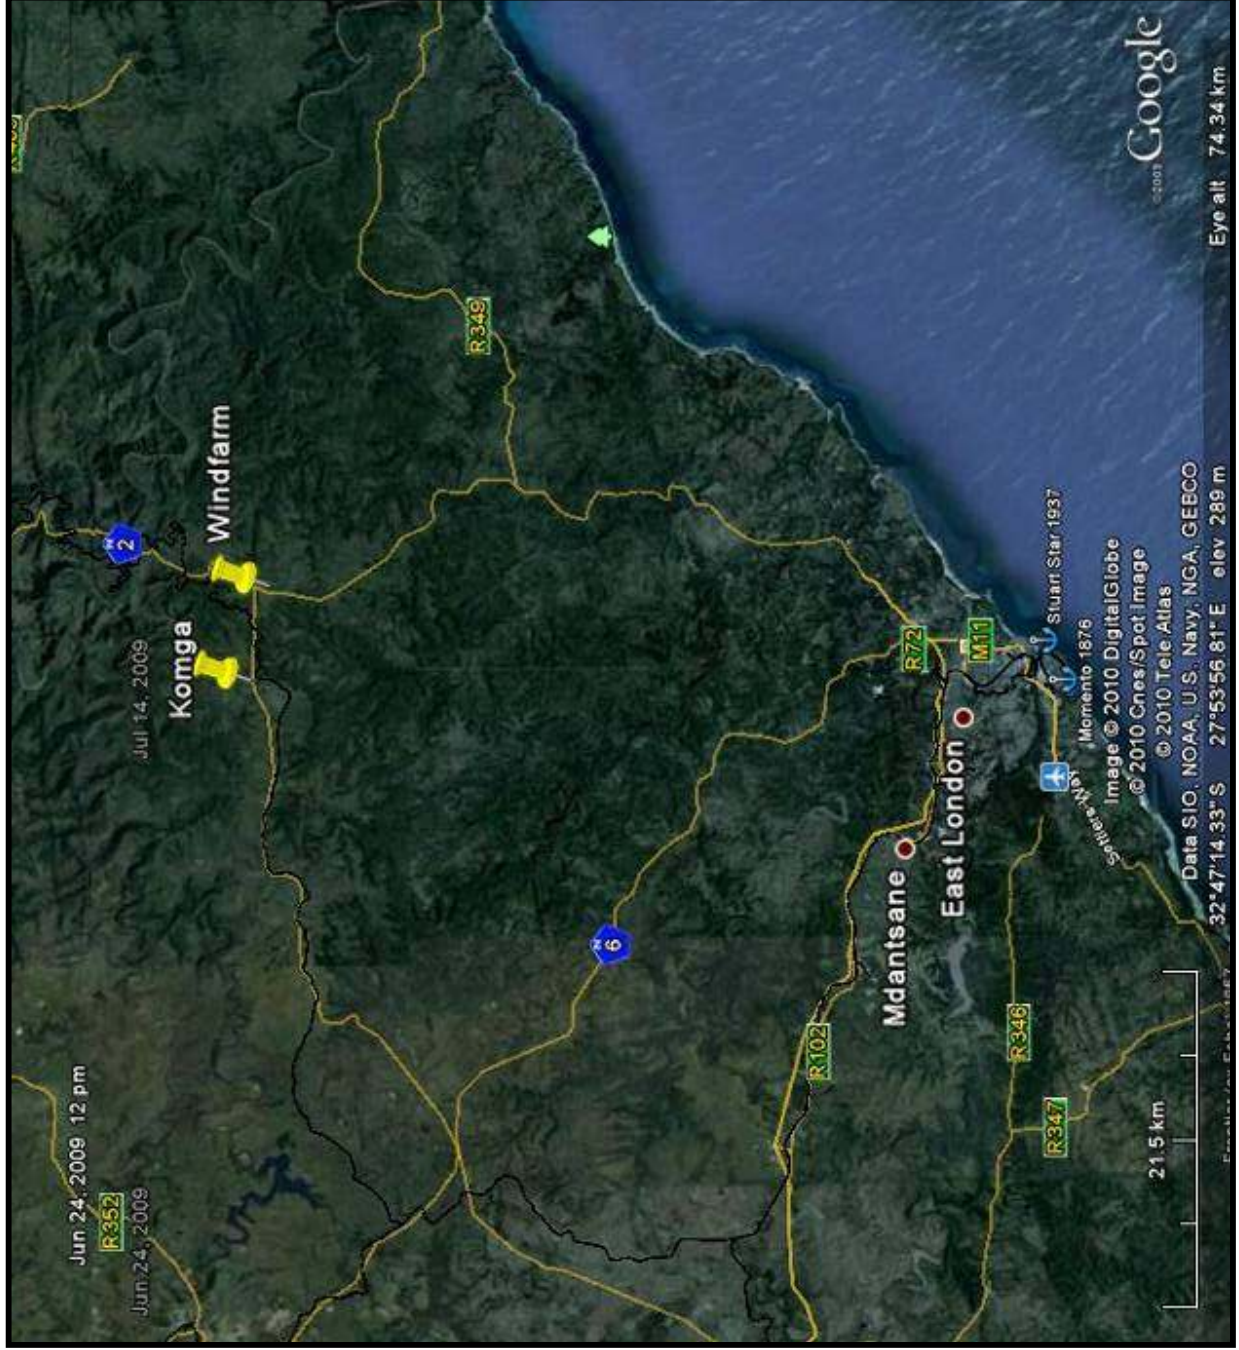 Jun 24, 2009 12 pm
R352
Jun 24, 2009
Jul 14, 2009
Komga
Windfarm
N
2
R349
N
6
R102
R72
M11
Mdantsane
East London
R346
R347
Settlers Way
Stuart Star 1937
Momento 1876
Image © 2010 DigitalGlobe
© 2010 Cnes/Spot Image
© 2010 Tele Atlas
Data SIO, NOAA, U.S. Navy, NGA, GEBCO
21.5 km
©2009 Google
32°47'14.33" S 27°53'56.81" E elev 289 m
Eye alt 74.34 km